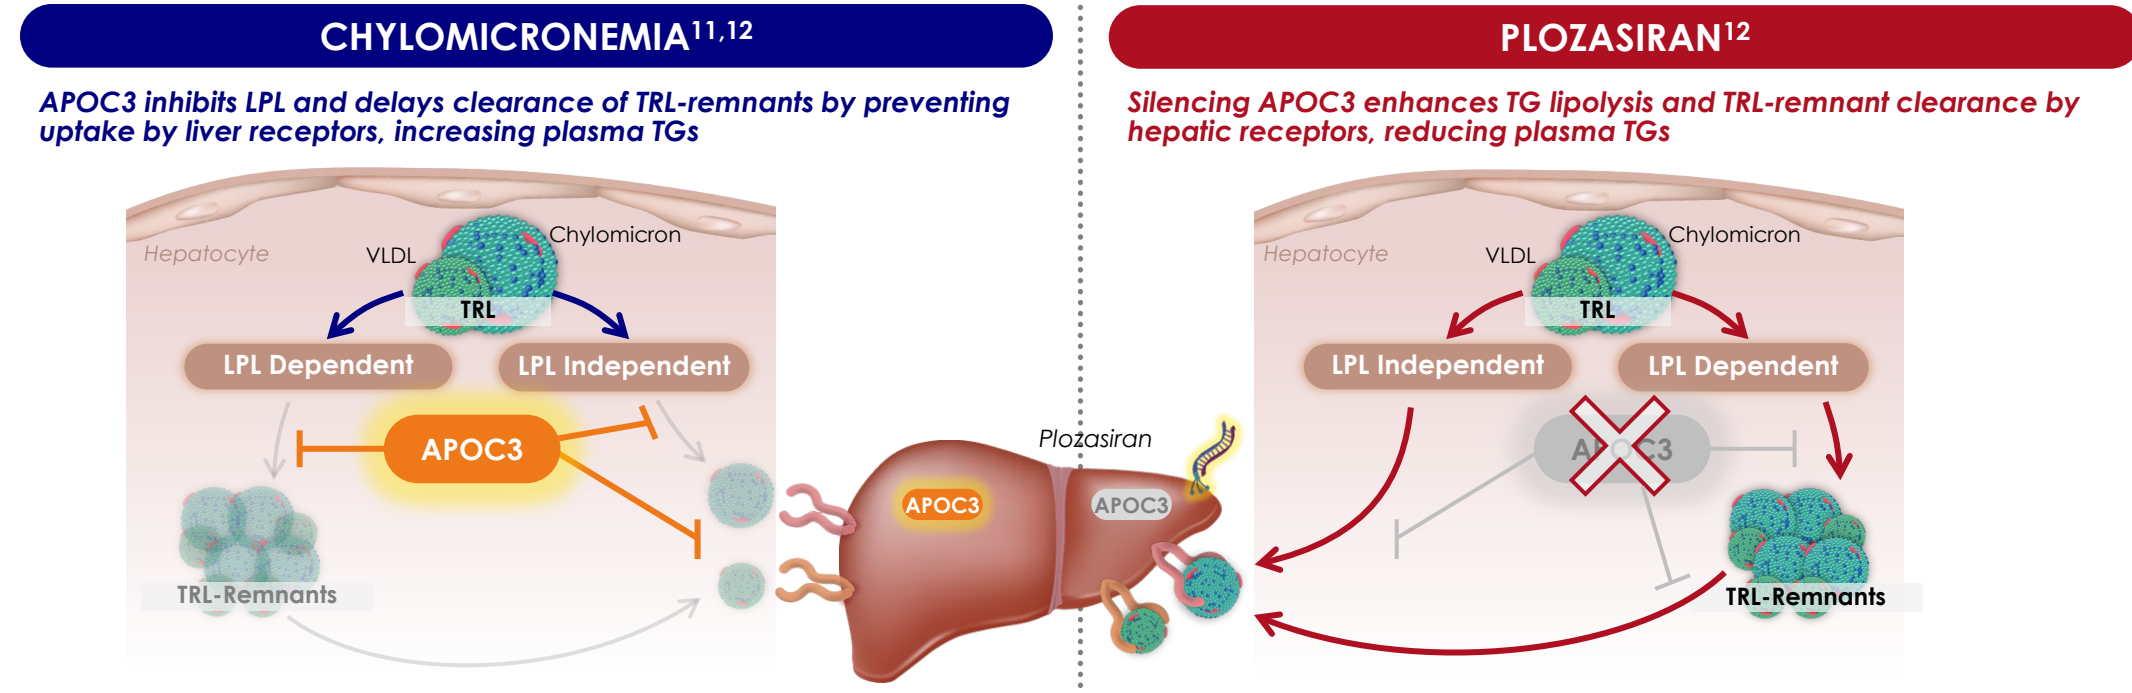 CHYLOMICRONEMIA11,12
APOC3 inhibits LPL and delays clearance of TRL-remnants by preventing
uptake by liver receptors, increasing plasma TGs
Hepatocyte
VLDL
Chylomicron
TRL
LPL Dependent
LPL Independent
APOC3
TRL-Remnants
Plozasiran
APOC3
APOC3
PLOZASIRAN12
Silencing APOC3 enhances TG lipolysis and TRL-remnant clearance by
hepatic receptors, reducing plasma TGs
Hepatocyte
VLDL
Chylomicron
TRL
LPL Independent
LPL Dependent
APOC3
TRL-Remnants